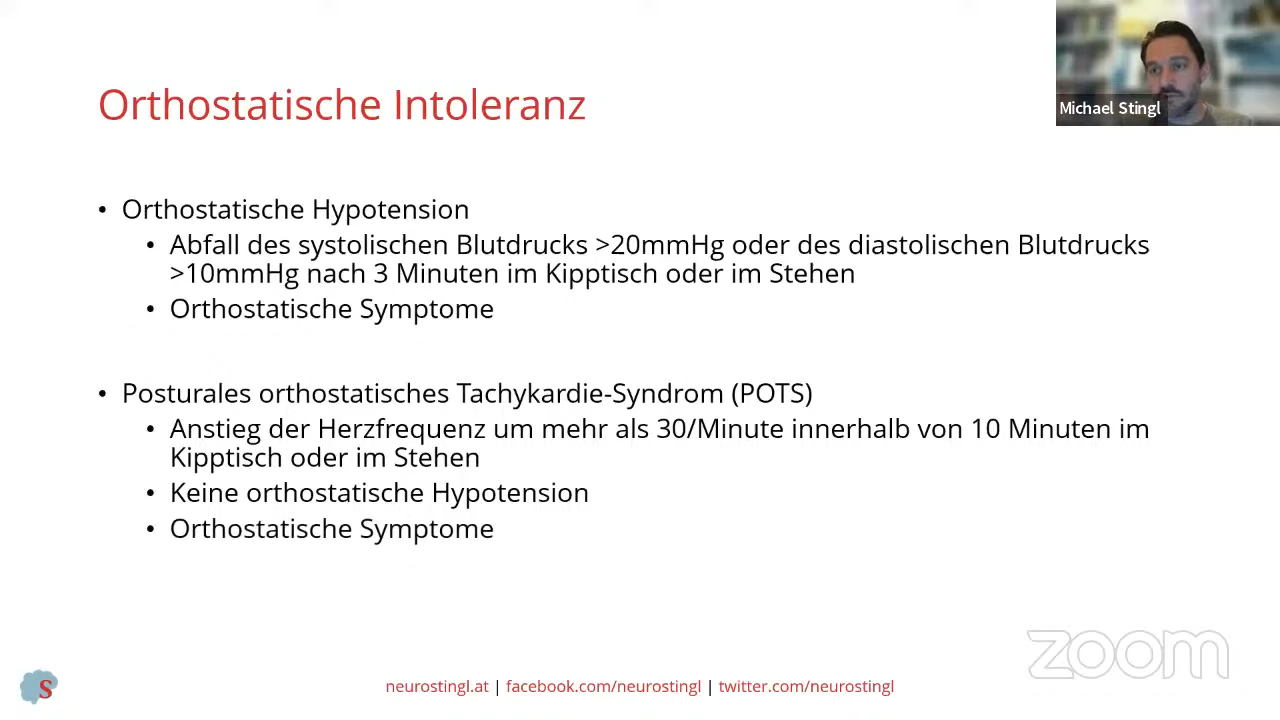 Michael Stingl
Orthostatische Intoleranz
• Orthostatische Hypotension
• Abfall des systolischen Blutdrucks >20mmHg oder des diastolischen Blutdrucks
>10mmHg nach 3 Minuten im Kipptisch oder im Stehen
• Orthostatische Symptome
• Posturales orthostatisches Tachykardie-Syndrom (POTS)
• Anstieg der Herzfrequenz um mehr als 30/Minute innerhalb von 10 Minuten im
Kipptisch oder im Stehen
• Keine orthostatische Hypotension
• Orthostatische Symptome
zoom
S
neurostingl.at | facebook.com/neurostingl | twitter.com/neurostingl